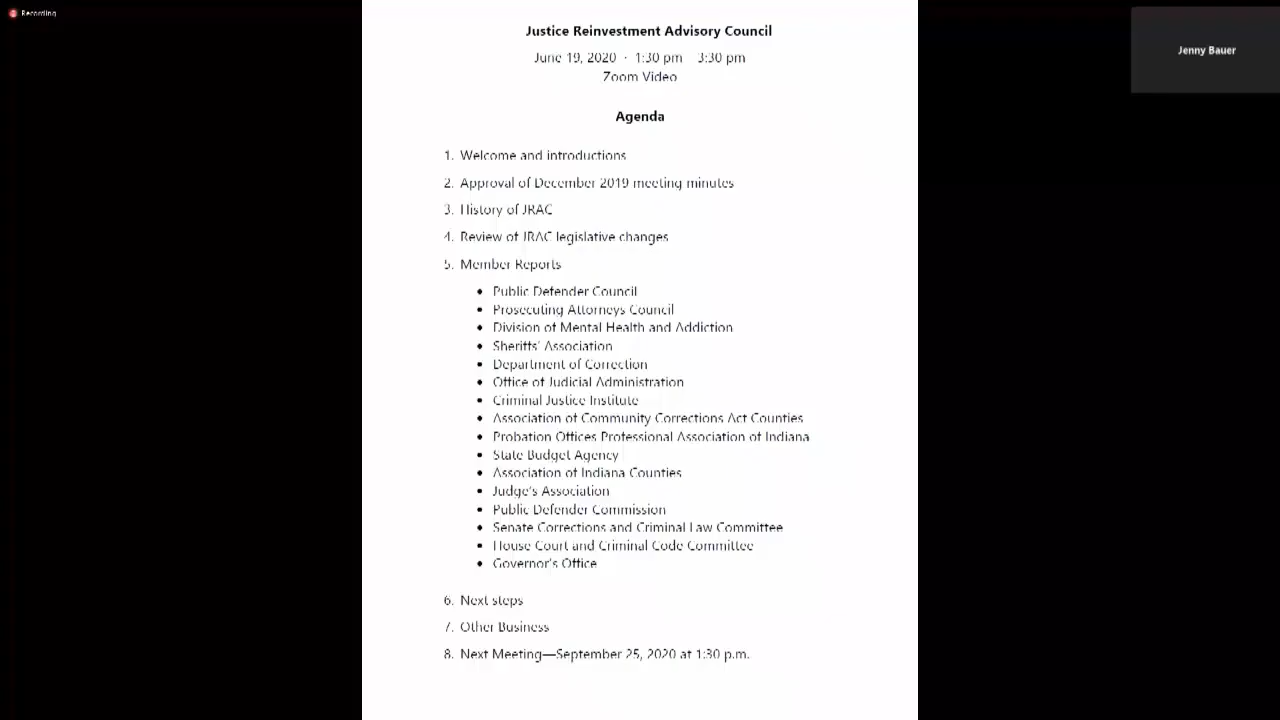 Recording
Justice Reinvestment Advisory Council
June 19, 2020 · 1:30 pm 3:30 pm
Zoom Video
Jenny Bauer
Agenda
1. Welcome and introductions
2. Approval of December 2019 meeting minutes
3. History of JRAC
4. Review of JRAC legislative changes
5. Member Reports
• Public Defender Council
• Prosecuting Attorneys Council
• Division of Mental Health and Addiction
• Sheriffs' Association
• Department of Correction
• Office of Judicial Administration
• Criminal Justice Institute
• Association of Community Corrections Act Counties
• Probation Offices Professional Association of Indiana
• State Budget Agency
• Association of Indiana Counties
• Judge's Association
• Public Defender Commission
• Senate Corrections and Criminal Law Committee
• House Court and Criminal Code Committee
• Governor's Office
6. Next steps
7. Other Business
8. Next Meeting—September 25, 2020 at 1:30 p.m.